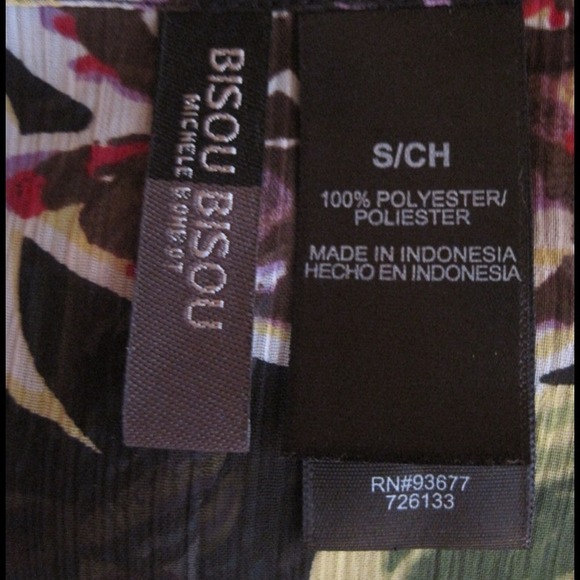 BISOU BISOU
MICHELE BOHBOT
S/CH
100% POLYESTER/
POLIESTER
MADE IN INDONESIA
HECHO EN INDONESIA
RN#93677
726133